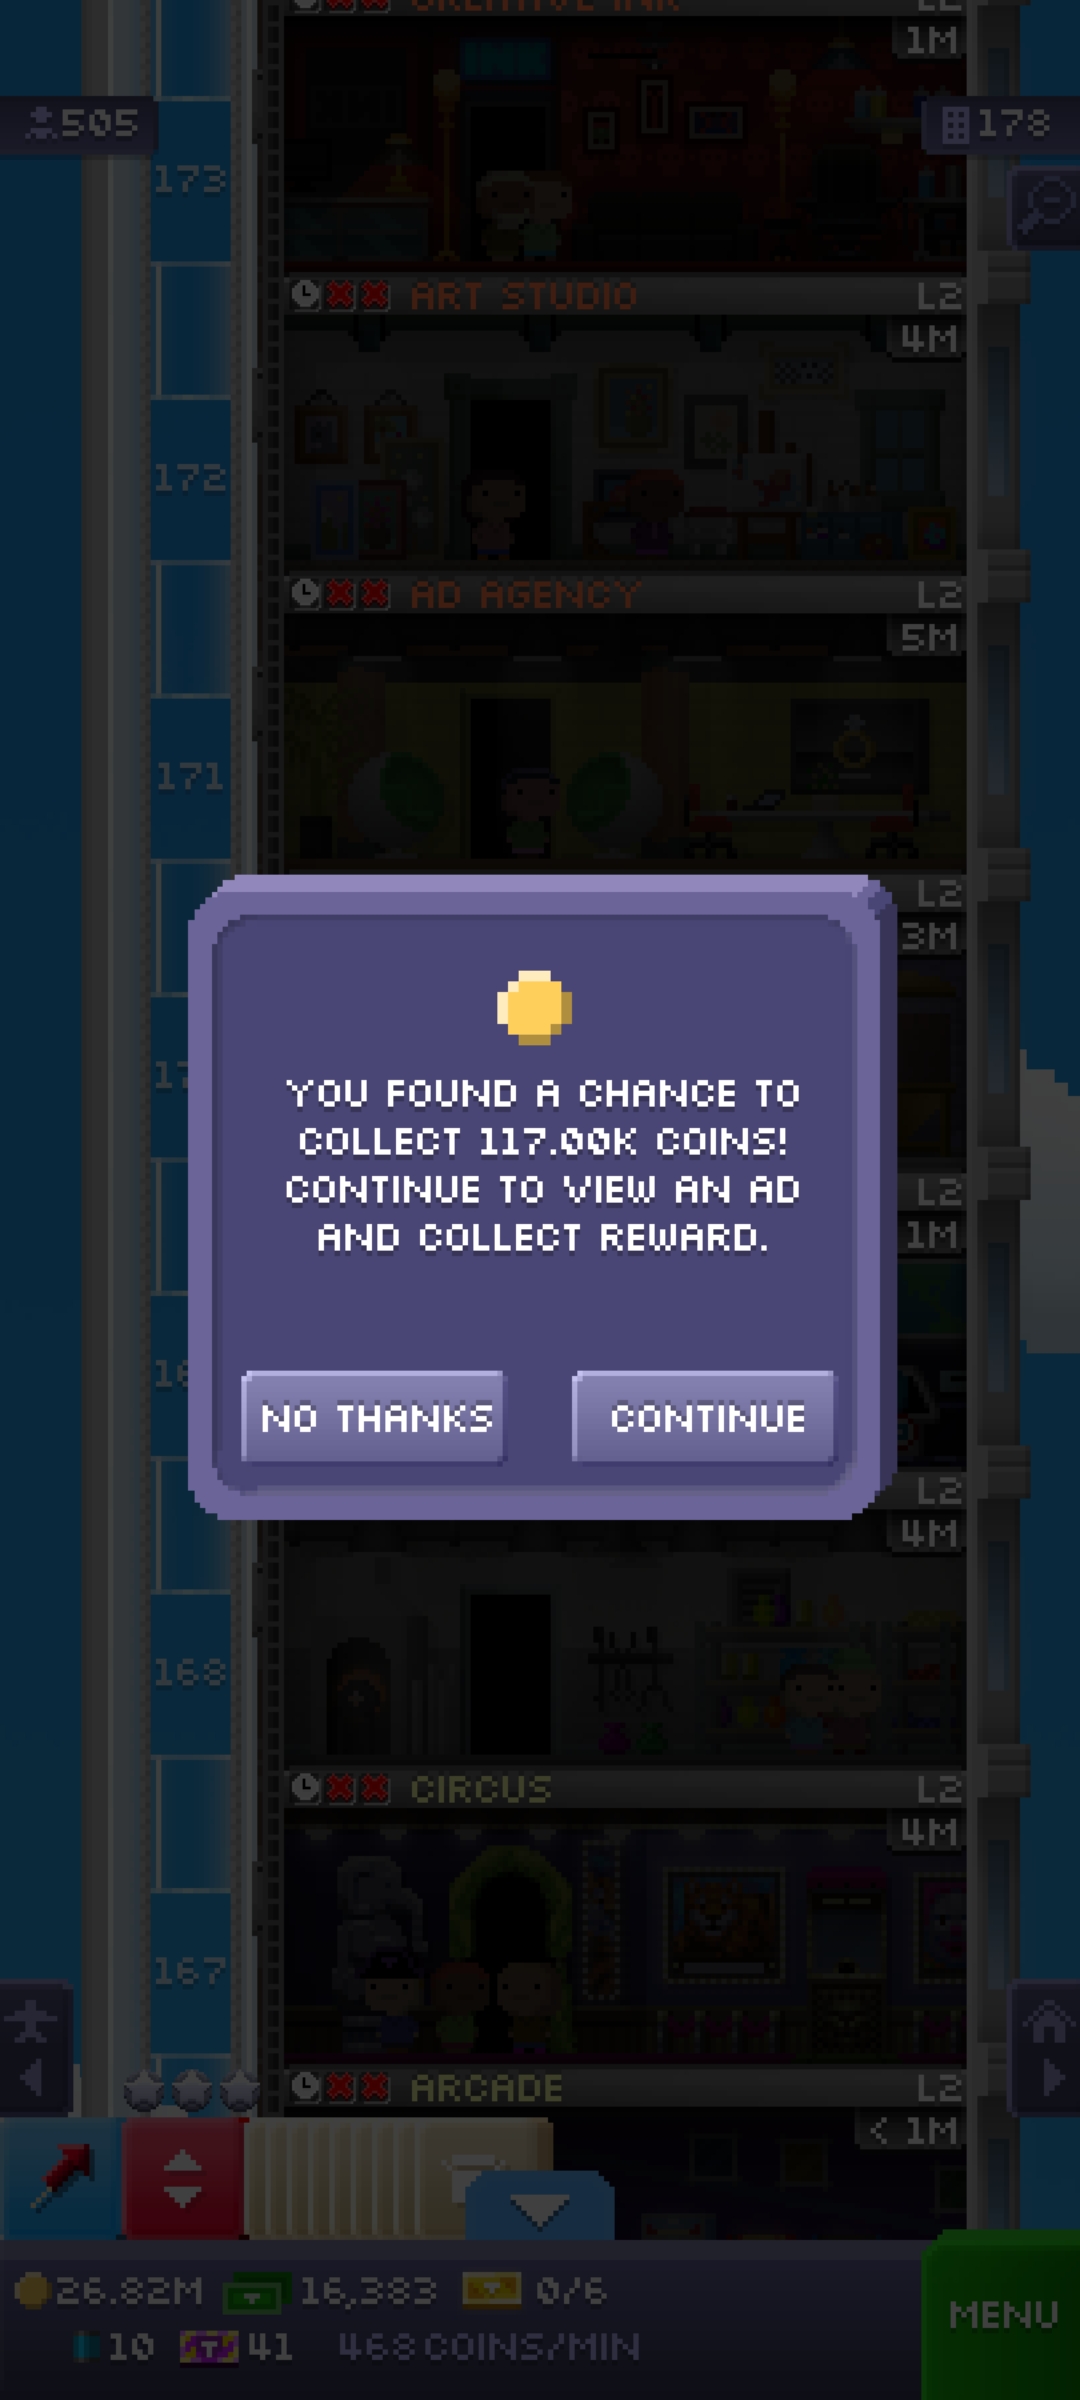 CREATIVE INK L2
1M
505
178
173
ART STUDIO L2
4M
172
AD AGENCY L2
5M
171
L2
3M
YOU FOUND A CHANCE TO
COLLECT 117.00K COINS!
CONTINUE TO VIEW AN AD
AND COLLECT REWARD.
L2
1M
NO THANKS
CONTINUE
L2
4M
168
CIRCUS L2
4M
167
ARCADE L2
< 1M
26.82M 16,383 0/6
10 41 468 COINS/MIN
MENU